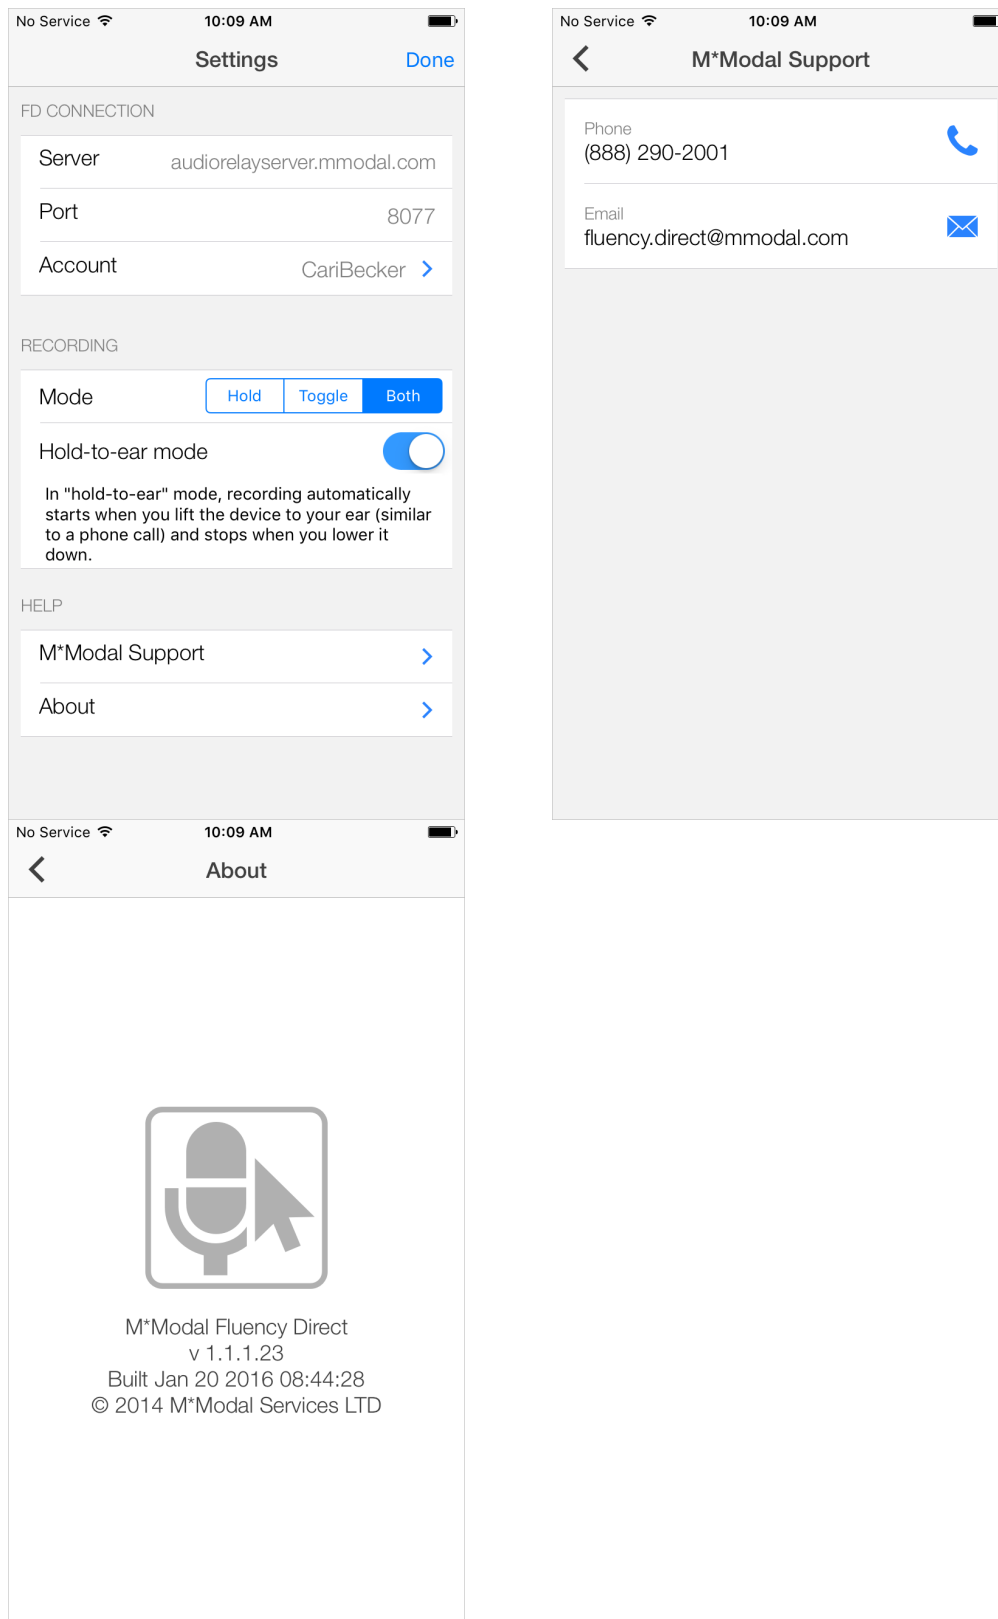 No Service 10:09 AM
Settings Done
FD CONNECTION
Server audiorelayserver.mmodal.com
Port 8077
Account CariBecker
RECORDING
Mode Hold Toggle Both
Hold-to-ear mode
In "hold-to-ear" mode, recording automatically
starts when you lift the device to your ear (similar
to a phone call) and stops when you lower it
down.
HELP
M*Modal Support
About
No Service 10:09 AM
M*Modal Support
Phone
(888) 290-2001
Email
fluency.direct@mmodal.com
No Service 10:09 AM
About
M*Modal Fluency Direct
v 1.1.1.23
Built Jan 20 2016 08:44:28
© 2014 M*Modal Services LTD